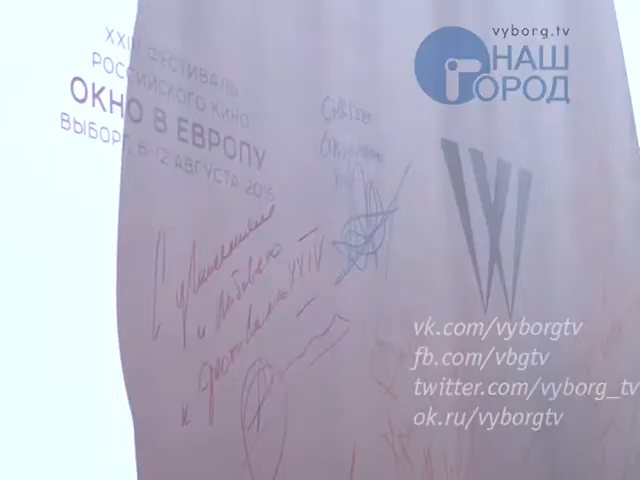 vyborg.tv
НАШ
ГОРОД
XXIV ФЕСТИВАЛЬ
РОССИЙСКОГО КИНО
ОКНО В ЕВРОПУ
ВЫБОРГ, 6-12 АВГУСТА 2016
и любовью
к фестивалю XXIV
vk.com/vyborgtv
fb.com/vbgtv
twitter.com/vyborg_tv
ok.ru/vyborgtv